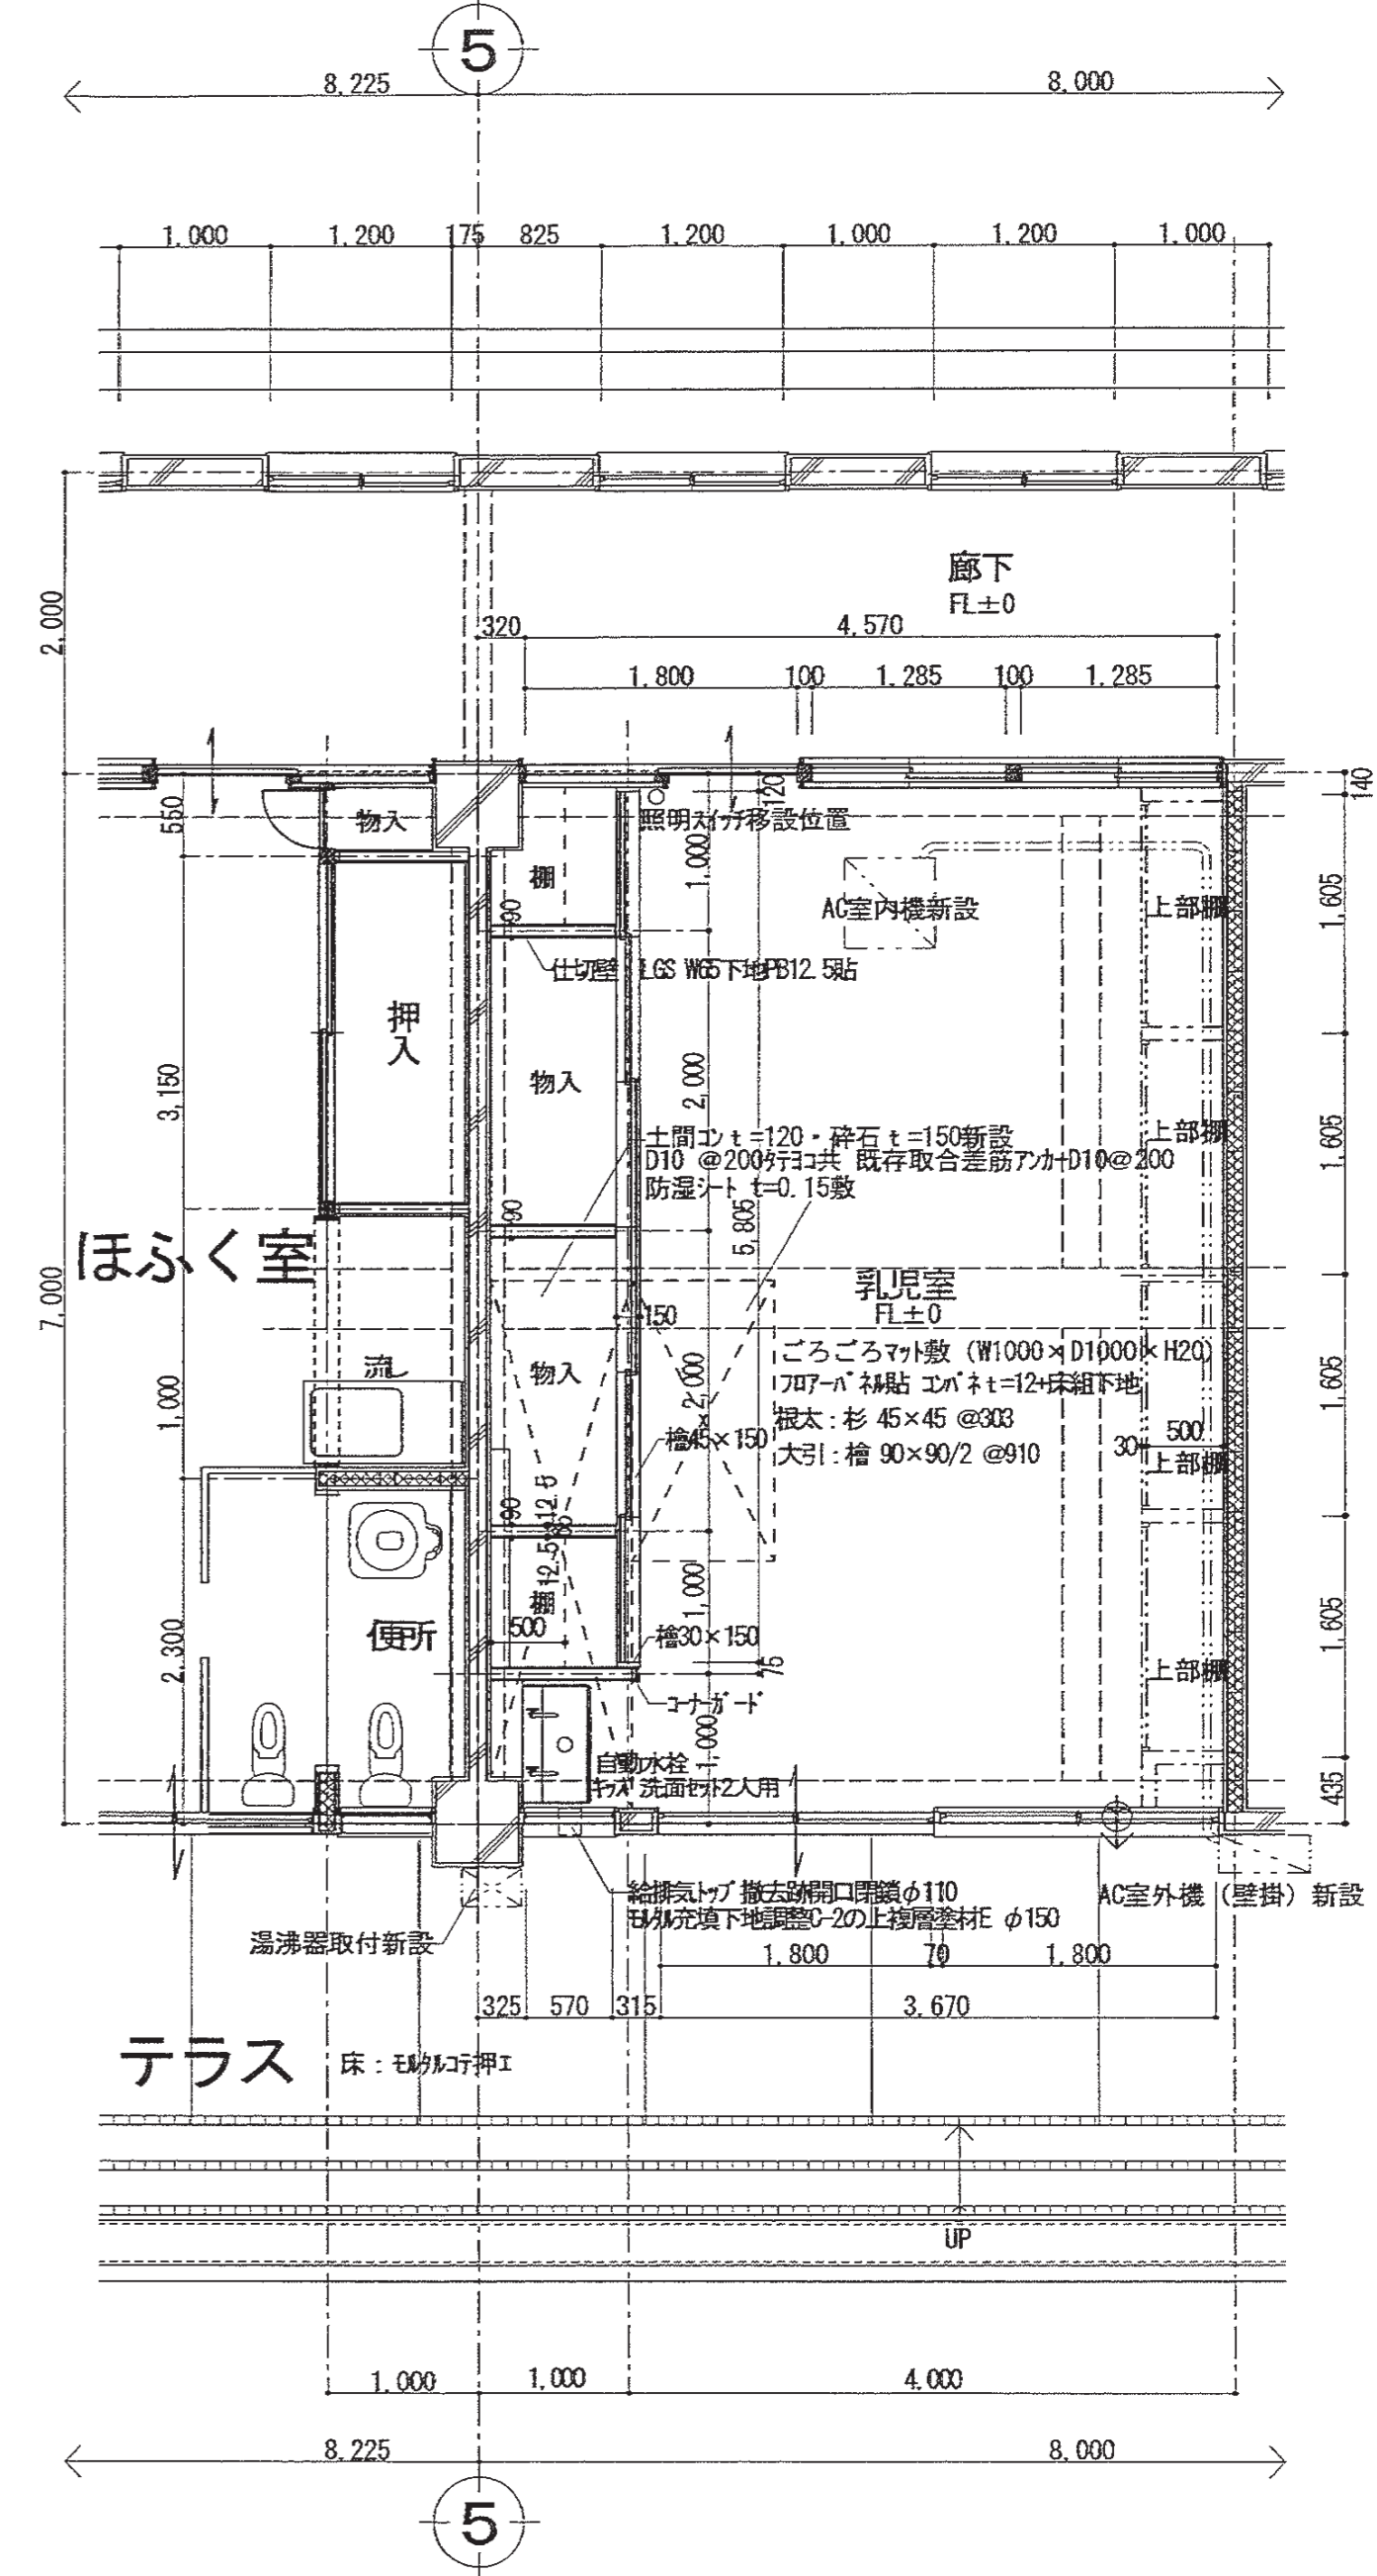 5
8,225
8,000
1,000
1,200
175
825
1,200
1,000
1,200
1,000
廊下
FL±0
2,000
320
4,570
1,800
100
1,285
100
1,285
550
物入
120
照明スイッチ移設位置
140
棚
1,000
AC室内機新設
上部棚
1,605
90
仕切壁 LGS W65下地PB12.5貼
押入
物入
2,000
3,150
上部棚
1,605
土間コン t=120・砕石 t=150新設
D10 @200タテヨコ共 既存取合差筋アンカーD10@200
防湿シート t=0.15敷
90
5,805
ほふく室
7,000
乳児室
FL±0
150
ごろごろマット敷 (W1000×D1000×H20)
フロアーパネル貼 コンパネ t=12+床組下地
根太:杉 45×45 @303
大引:檜 90×90/2 @910
流し
物入
2,000
1,000
1,605
檜45×150
30
500
上部棚
90
12.5
65
12.5
棚
1,000
500
便所
2,300
檜30×150
75
1,605
上部棚
コーナーガード
1,000
自動水栓
キッズ洗面セット2人用
435
給排気トップ撤去跡開口閉鎖φ110
モルタル充填下地調整C-2の上複層塗材E φ150
AC室外機(壁掛)新設
湯沸器取付新設
1,800
70
1,800
325
570
315
3,670
テラス
床:モルタルコテ押エ
UP
1,000
1,000
4,000
8,225
8,000
5